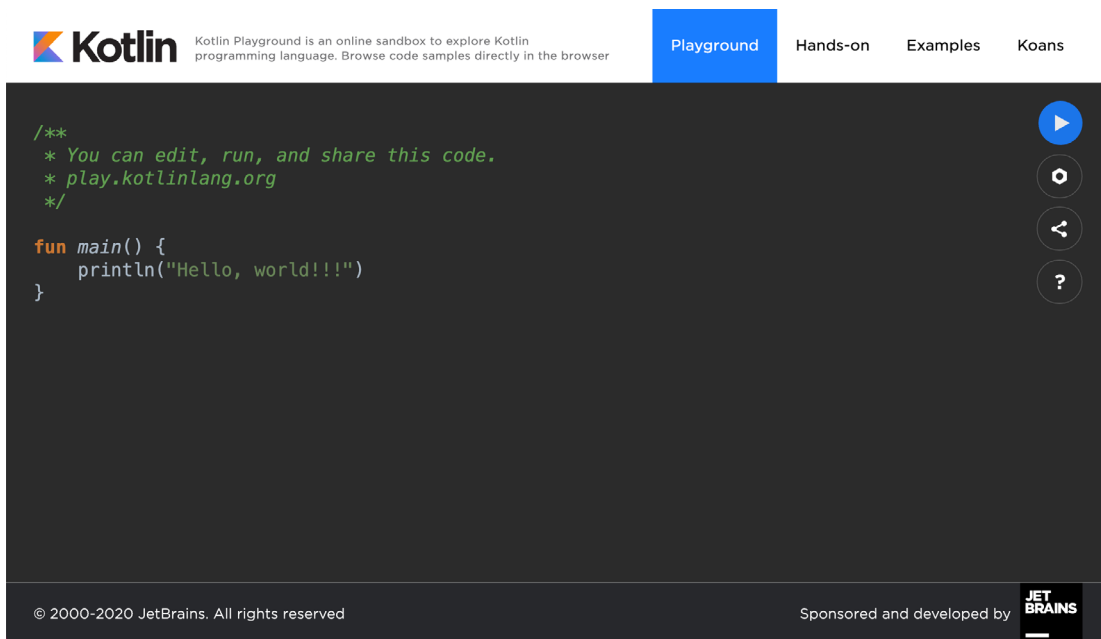 Kotlin
Kotlin Playground is an online sandbox to explore Kotlin
programming language. Browse code samples directly in the browser
Playground
Hands-on
Examples
Koans
/**
 * You can edit, run, and share this code.
 * play.kotlinlang.org
 */
fun main() {
    println("Hello, world!!!")
}
?
© 2000-2020 JetBrains. All rights reserved
Sponsored and developed by
JET
BRAINS